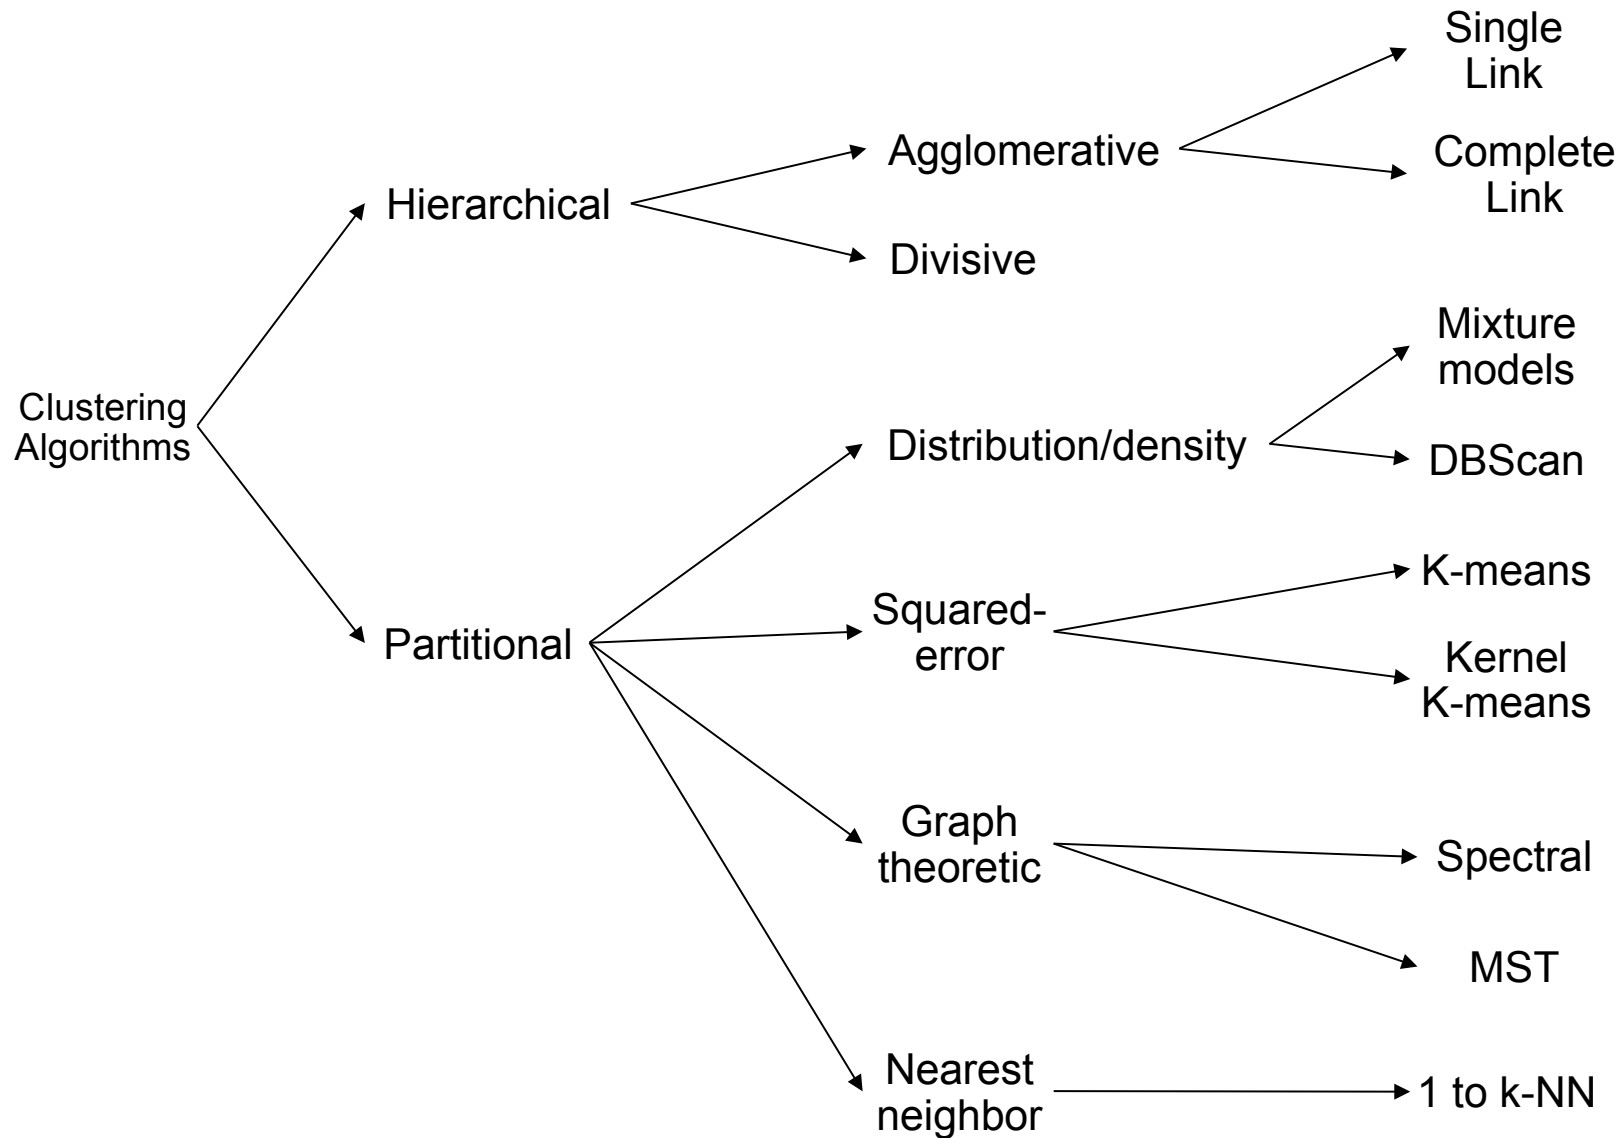 Single
Link
Agglomerative
Complete
Link
Hierarchical
Divisive
Mixture
models
Clustering
Algorithms
Distribution/density
DBScan
K-means
Squared-
error
Partitional
Kernel
K-means
Graph
theoretic
Spectral
MST
Nearest
neighbor
1 to k-NN